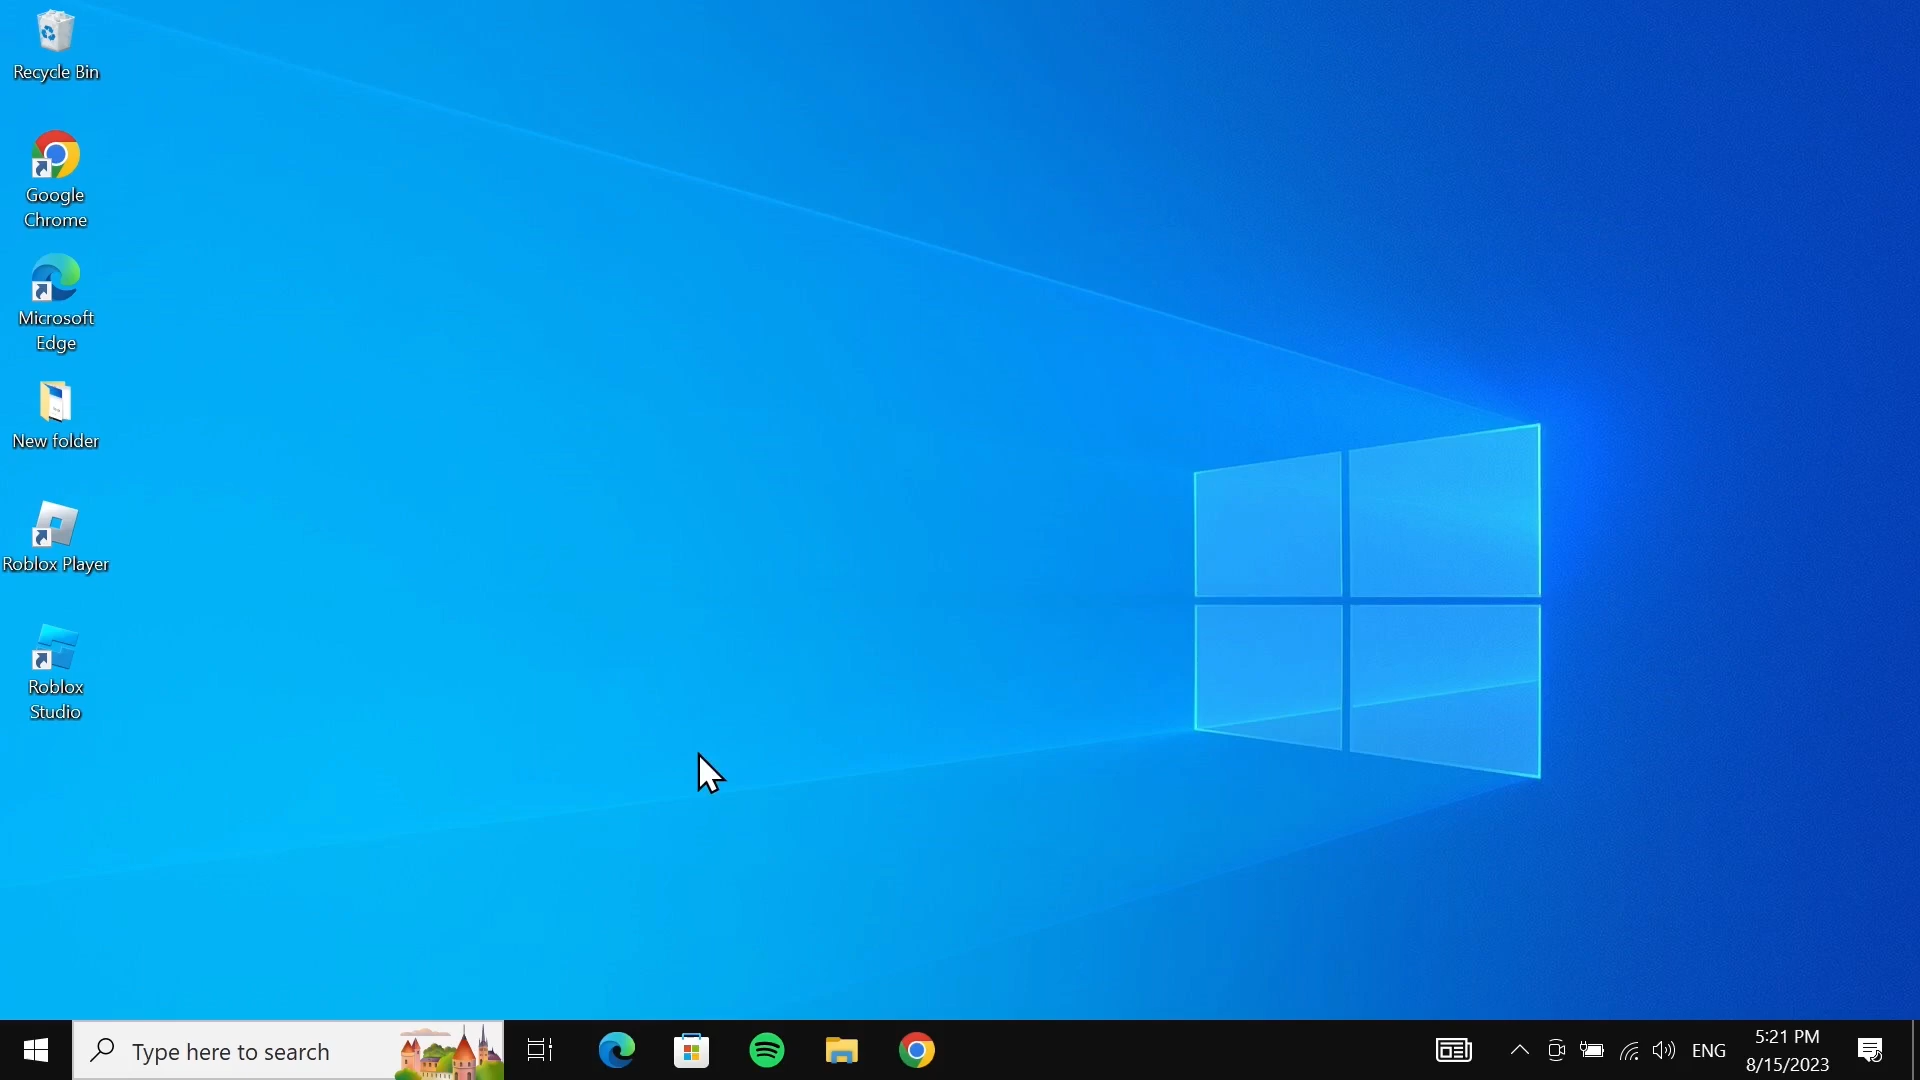 Recycle Bin
Google
Chrome
Microsoft
Edge
New folder
Roblox Player
Roblox
Studio
Type here to search
ENG
5:21 PM
8/15/2023